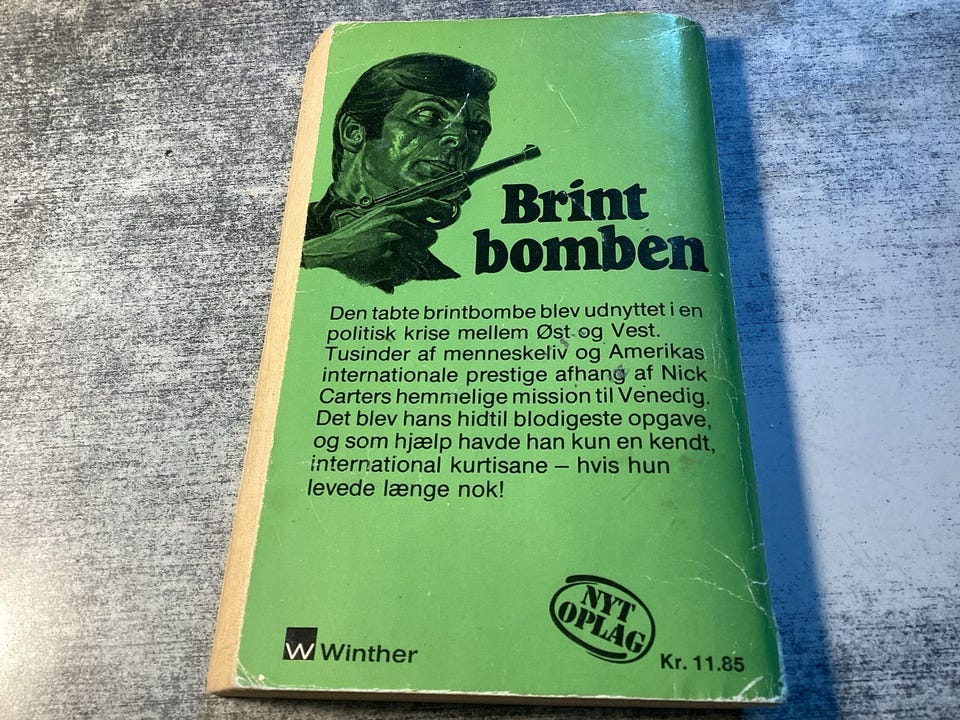 Brint
bomben
Den tabte brintbombe blev udnyttet i en
politisk krise mellem Øst og Vest.
Tusinder af menneskeliv og Amerikas
internationale prestige afhang af Nick
Carters hemmelige mission til Venedig.
Det blev hans hidtil blodigeste opgave,
og som hjælp havde han kun en kendt,
international kurtisane – hvis hun
levede længe nok!
NYT
OPLAG
W Winther
Kr. 11.85